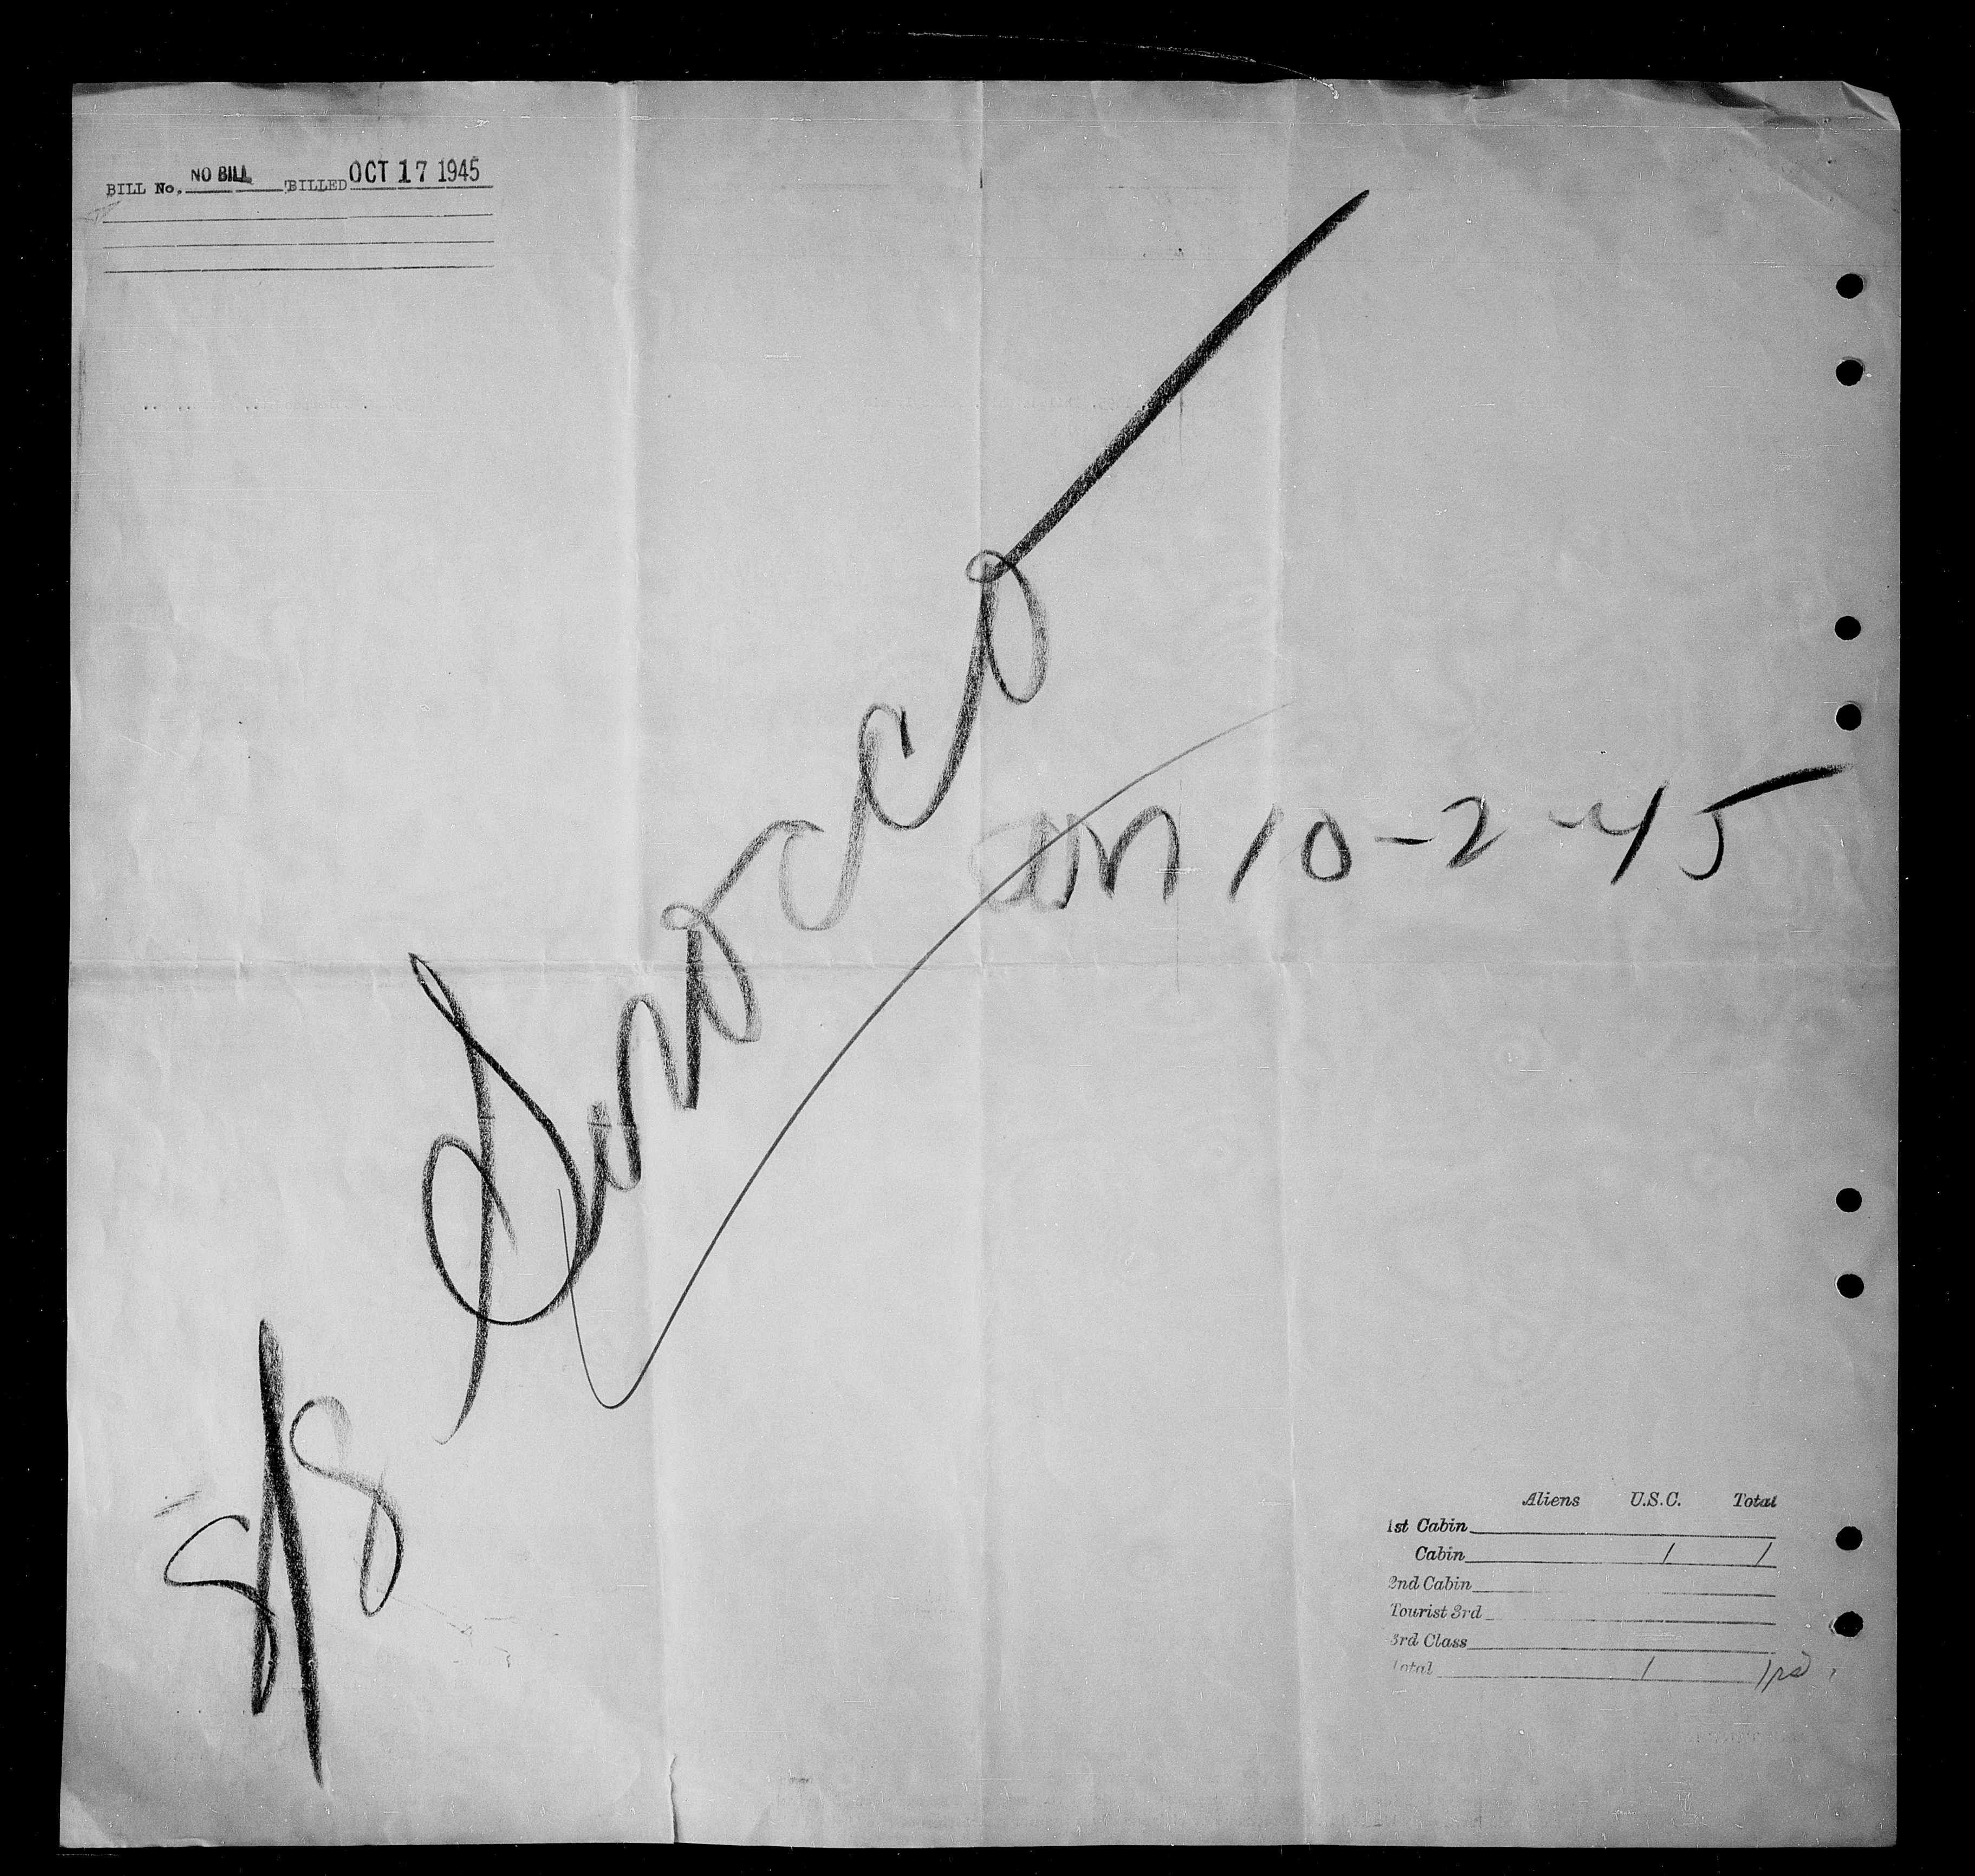 BILL No. NO BILL BILLED OCT 17 1945
S/S Sirocco
10-2-45
Aliens U.S.C. Total
1st Cabin
Cabin 1 1
2nd Cabin
Tourist 3rd
3rd Class
Total 1 1